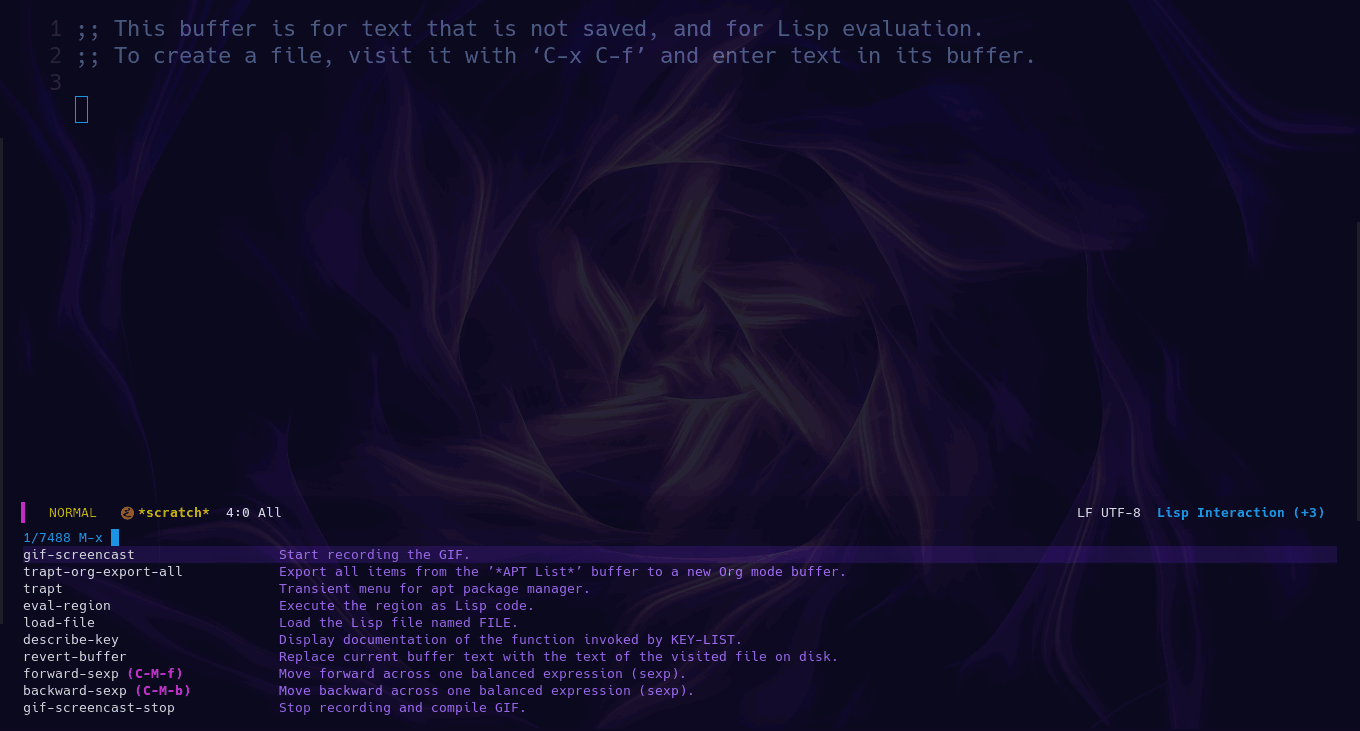 1 ;; This buffer is for text that is not saved, and for Lisp evaluation.
2 ;; To create a file, visit it with ‘C-x C-f’ and enter text in its buffer.
3
NORMAL *scratch* 4:0 All LF UTF-8 Lisp Interaction (+3)
1/7488 M-x
gif-screencast Start recording the GIF.
trapt-org-export-all Export all items from the ’*APT List*’ buffer to a new Org mode buffer.
trapt Transient menu for apt package manager.
eval-region Execute the region as Lisp code.
load-file Load the Lisp file named FILE.
describe-key Display documentation of the function invoked by KEY-LIST.
revert-buffer Replace current buffer text with the text of the visited file on disk.
forward-sexp (C-M-f) Move forward across one balanced expression (sexp).
backward-sexp (C-M-b) Move backward across one balanced expression (sexp).
gif-screencast-stop Stop recording and compile GIF.